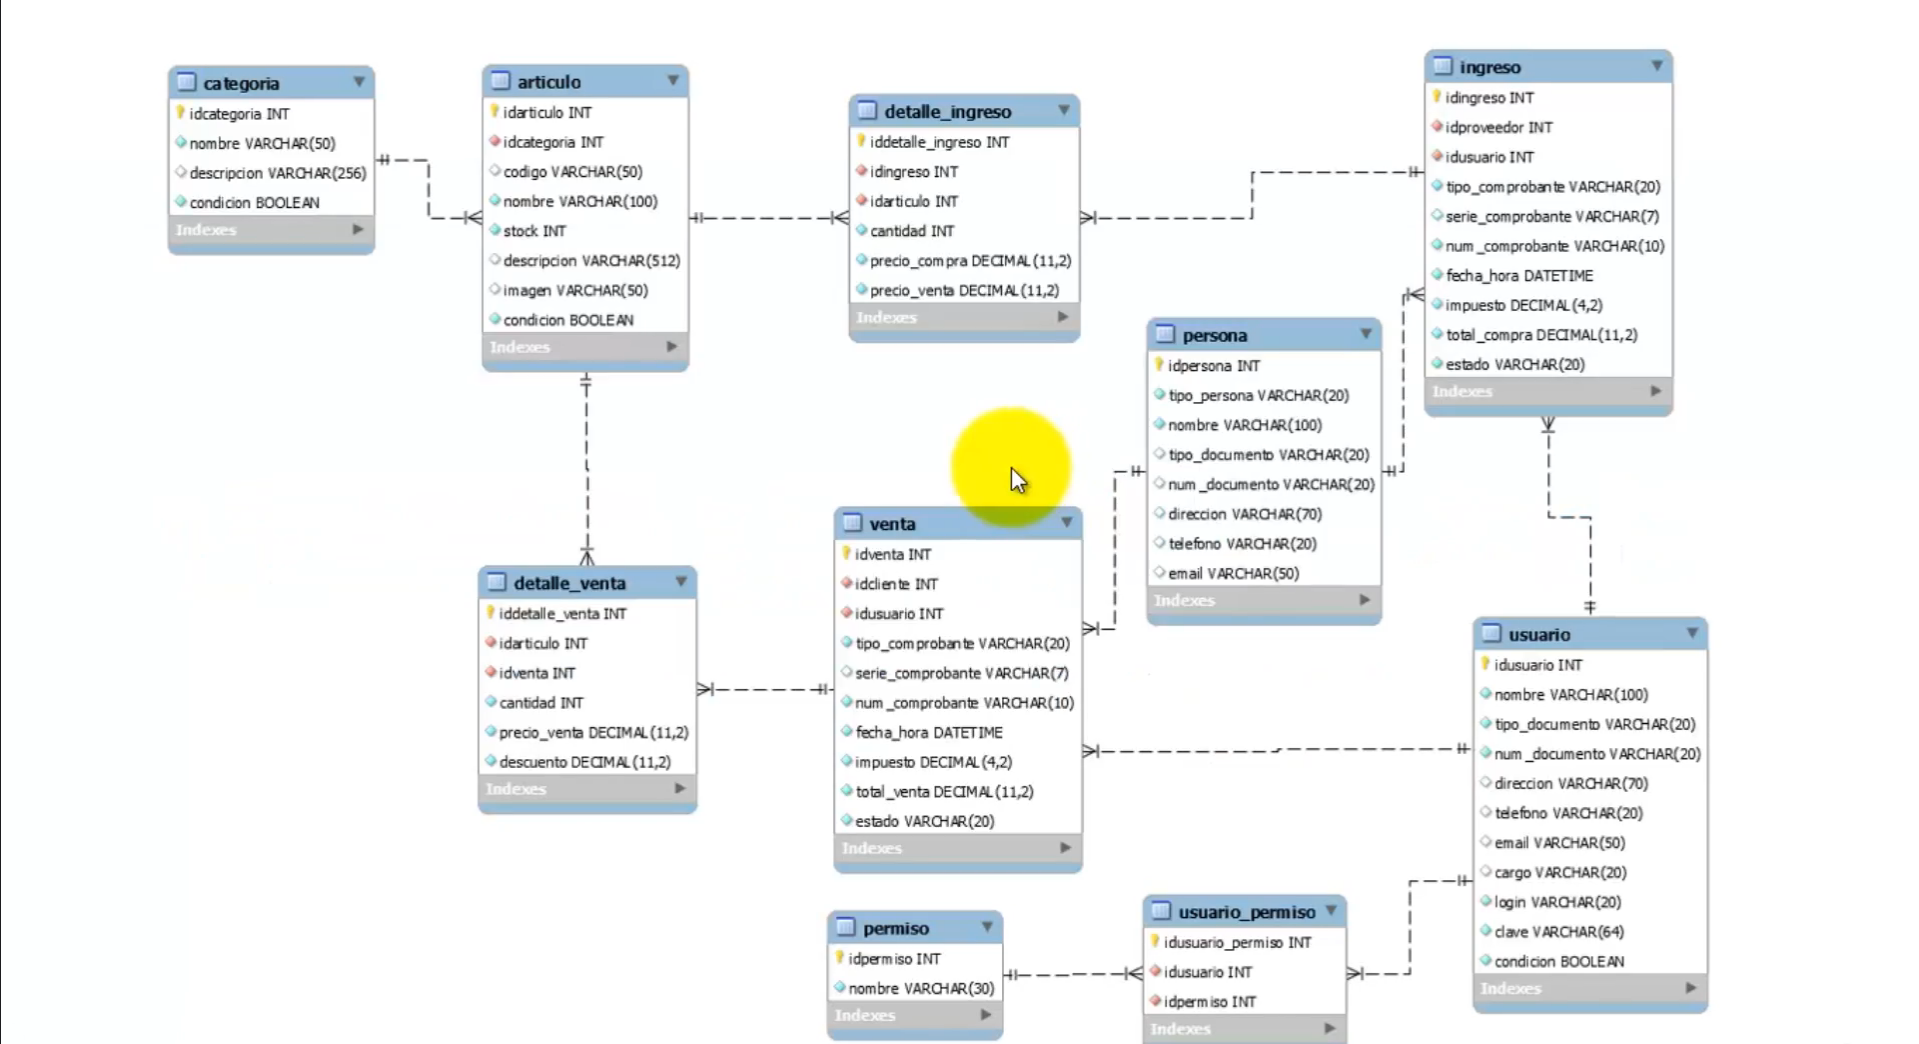 categoria
idcategoria INT
nombre VARCHAR(50)
descripcion VARCHAR(256)
condicion BOOLEAN
Indexes
articulo
idarticulo INT
idcategoria INT
codigo VARCHAR(50)
nombre VARCHAR(100)
stock INT
descripcion VARCHAR(512)
imagen VARCHAR(50)
condicion BOOLEAN
Indexes
detalle_ingreso
iddetalle_ingreso INT
idingreso INT
idarticulo INT
cantidad INT
precio_compra DECIMAL(11,2)
precio_venta DECIMAL(11,2)
Indexes
ingreso
idingreso INT
idproveedor INT
idusuario INT
tipo_comprobante VARCHAR(20)
serie_comprobante VARCHAR(7)
num_comprobante VARCHAR(10)
fecha_hora DATETIME
impuesto DECIMAL(4,2)
total_compra DECIMAL(11,2)
estado VARCHAR(20)
Indexes
persona
idpersona INT
tipo_persona VARCHAR(20)
nombre VARCHAR(100)
tipo_documento VARCHAR(20)
num_documento VARCHAR(20)
direccion VARCHAR(70)
telefono VARCHAR(20)
email VARCHAR(50)
Indexes
detalle_venta
iddetalle_venta INT
idarticulo INT
idventa INT
cantidad INT
precio_venta DECIMAL(11,2)
descuento DECIMAL(11,2)
Indexes
venta
idventa INT
idcliente INT
idusuario INT
tipo_comprobante VARCHAR(20)
serie_comprobante VARCHAR(7)
num_comprobante VARCHAR(10)
fecha_hora DATETIME
impuesto DECIMAL(4,2)
total_venta DECIMAL(11,2)
estado VARCHAR(20)
Indexes
usuario
idusuario INT
nombre VARCHAR(100)
tipo_documento VARCHAR(20)
num_documento VARCHAR(20)
direccion VARCHAR(70)
telefono VARCHAR(20)
email VARCHAR(50)
cargo VARCHAR(20)
login VARCHAR(20)
clave VARCHAR(64)
condicion BOOLEAN
Indexes
permiso
idpermiso INT
nombre VARCHAR(30)
Indexes
usuario_permiso
idusuario_permiso INT
idusuario INT
idpermiso INT
Indexes